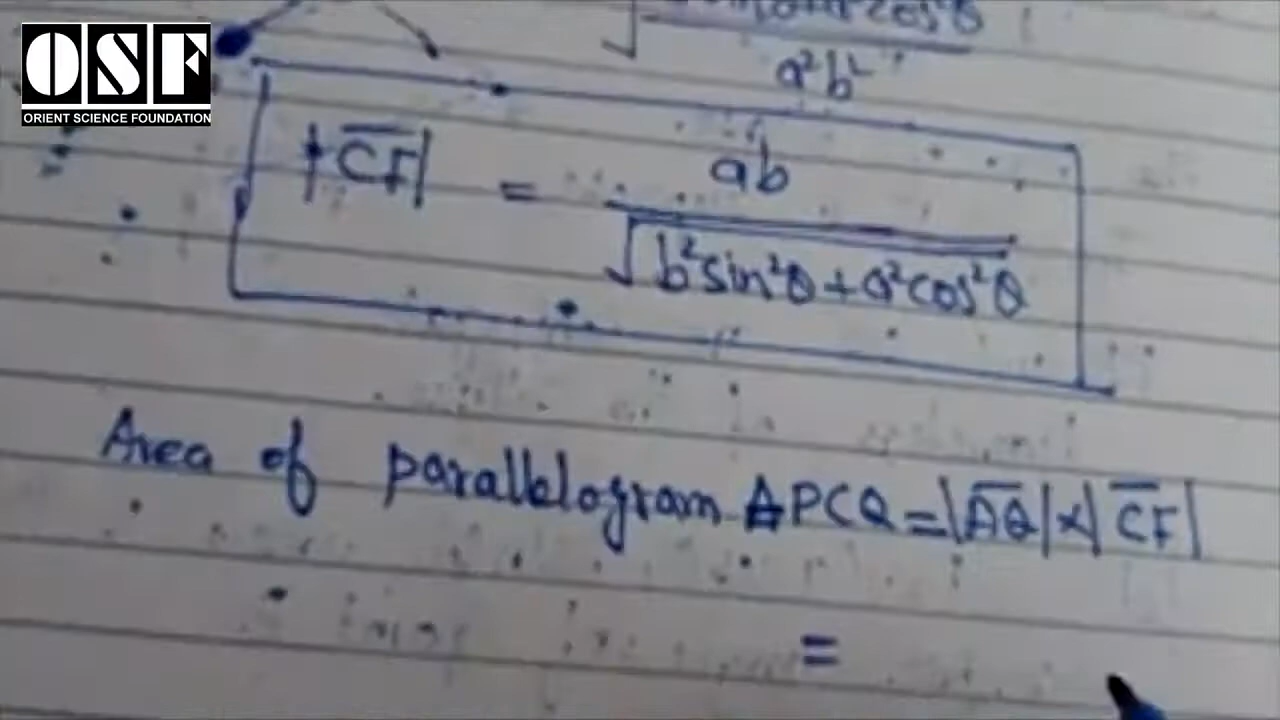 OSF
ORIENT SCIENCE FOUNDATION
a²b²
|CF| = ab / √(b²sin²θ + a²cos²θ)
Area of parallelogram APCQ = |AQ| × |CF|
=